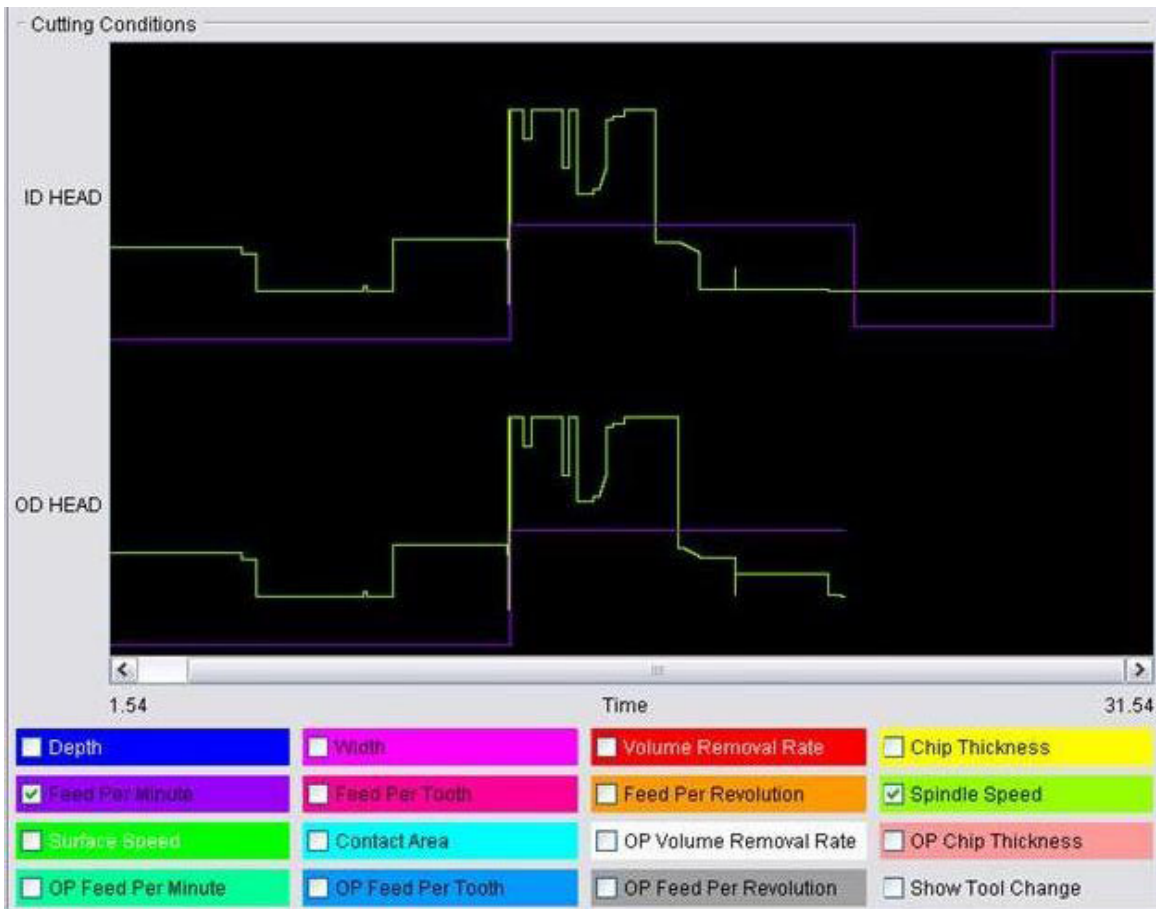 Cutting Conditions
ID HEAD
OD HEAD
1.54 Time 31.54
Depth Width Volume Removal Rate Chip Thickness
Feed Per Minute Feed Per Tooth Feed Per Revolution Spindle Speed
Surface Speed Contact Area OP Volume Removal Rate OP Chip Thickness
OP Feed Per Minute OP Feed Per Tooth OP Feed Per Revolution Show Tool Change